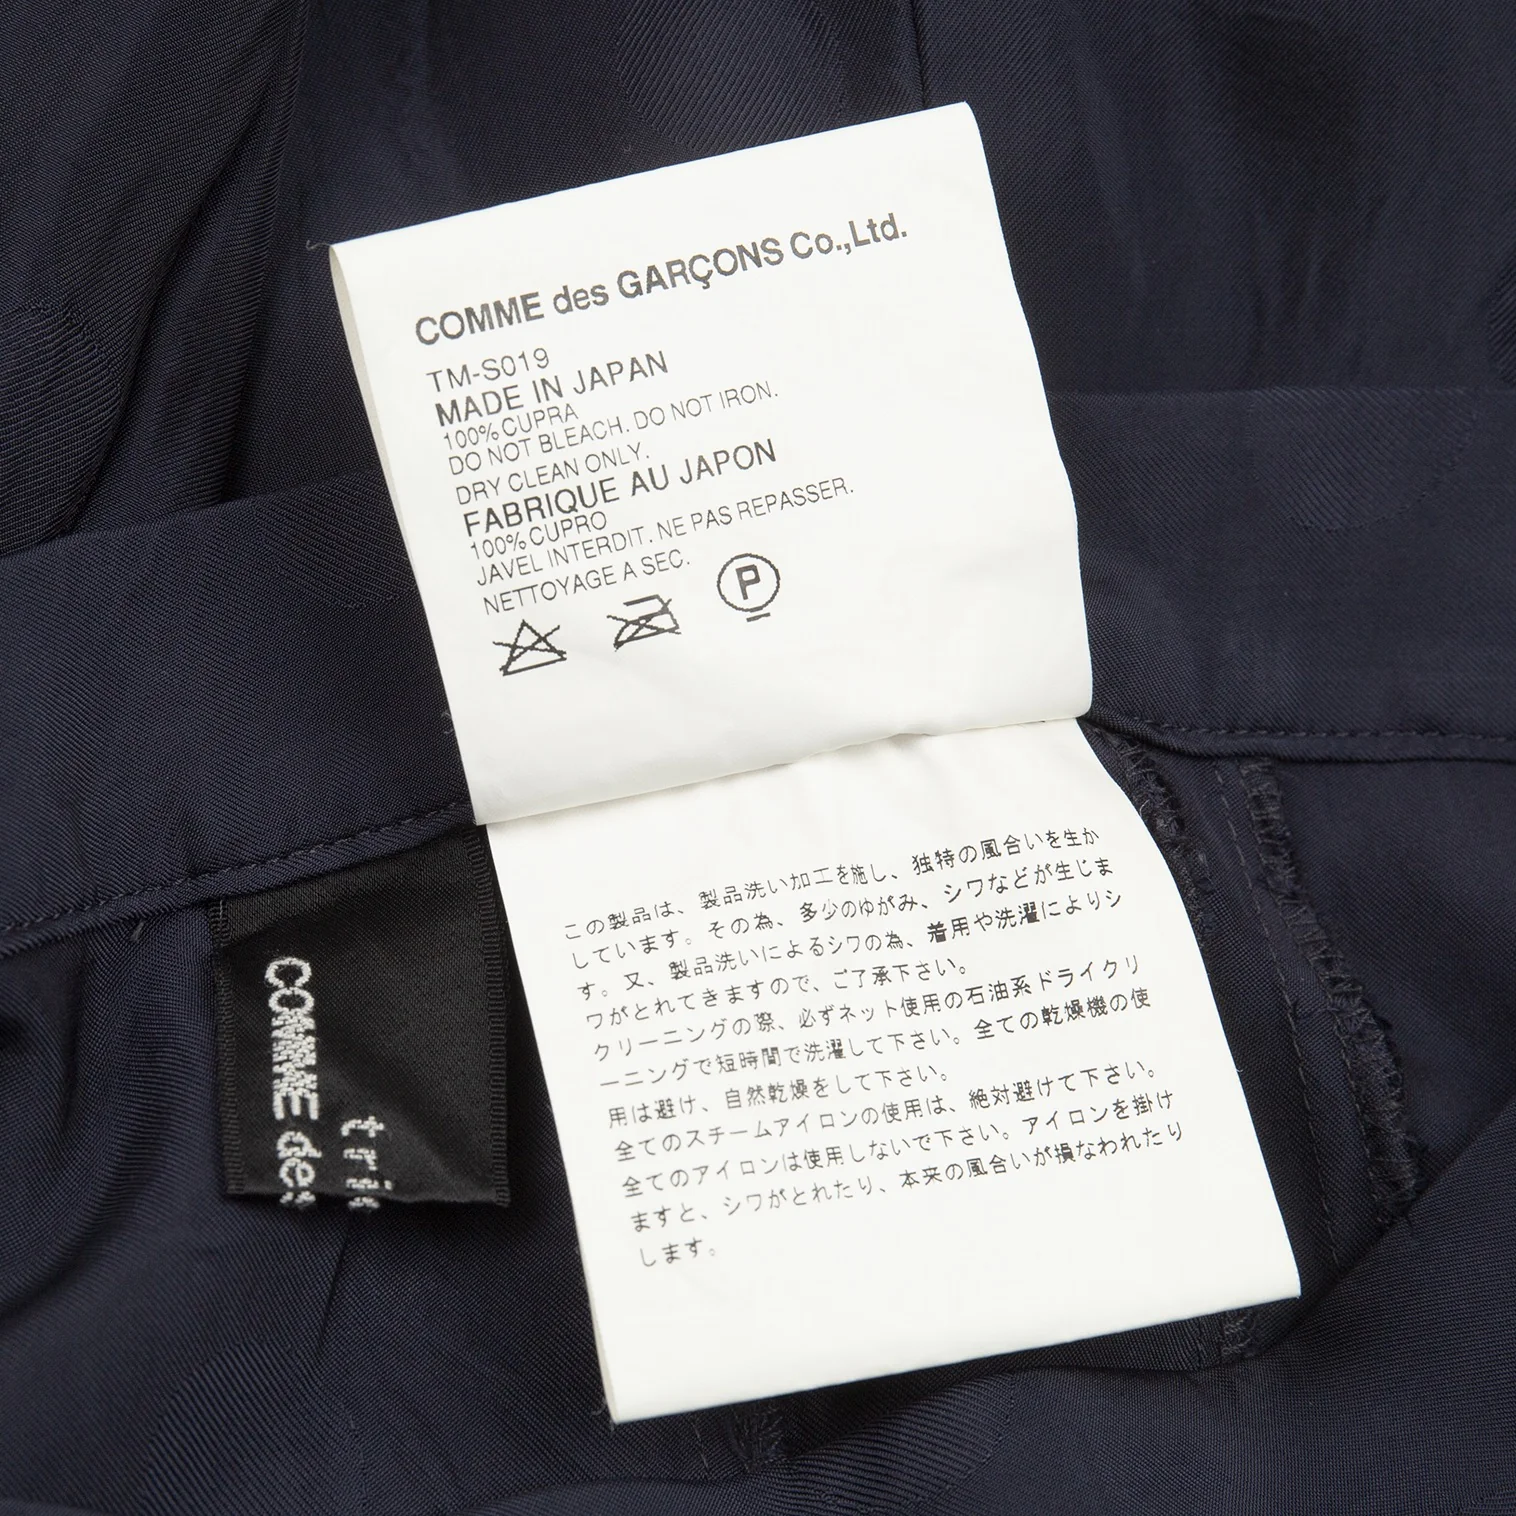 COMME des GARÇONS Co.,Ltd.
TM-S019
MADE IN JAPAN
100% CUPRA
DO NOT BLEACH. DO NOT IRON.
DRY CLEAN ONLY.
FABRIQUE AU JAPON
100% CUPRO
JAVEL INTERDIT. NE PAS REPASSER.
NETTOYAGE A SEC.
P
この製品は、製品洗い加工を施し、独特の風合いを生か
しています。その為、多少のゆがみ、シワなどが生じま
す。又、製品洗いによるシワの為、着用や洗濯によりシ
ワがとれてきますので、ご了承下さい。
クリーニングの際、必ずネット使用の石油系ドライクリ
ーニングで短時間で洗濯して下さい。全ての乾燥機の使
用は避け、自然乾燥をして下さい。
全てのスチームアイロンの使用は、絶対避けて下さい。
全てのアイロンは使用しないで下さい。アイロンを掛け
ますと、シワがとれたり、本来の風合いが損なわれたり
します。
COMME des
tri